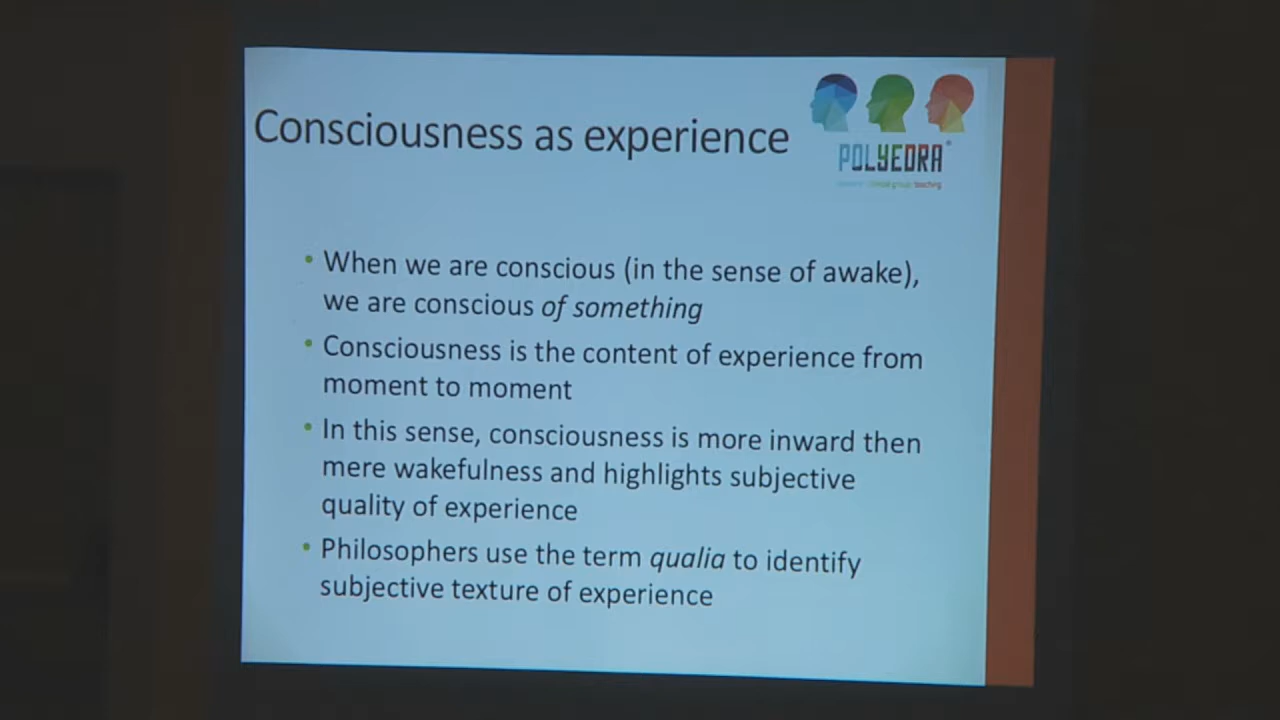 Consciousness as experience
POLYEDRA
• When we are conscious (in the sense of awake),
we are conscious of something
• Consciousness is the content of experience from
moment to moment
• In this sense, consciousness is more inward then
mere wakefulness and highlights subjective
quality of experience
• Philosophers use the term qualia to identify
subjective texture of experience